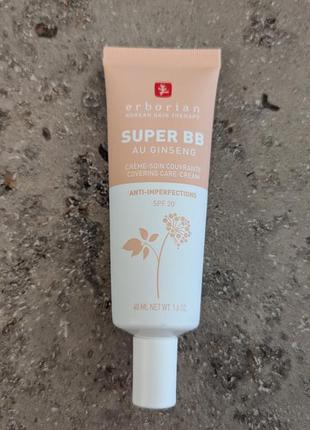 erborian
KOREAN SKIN THERAPY
SUPER BB
AU GINSENG
CRÈME-SOIN COUVRANTE
COVERING CARE-CREAM
ANTI-IMPERFECTIONS
SPF 20
40 ML NET WT. 1.6 OZ.